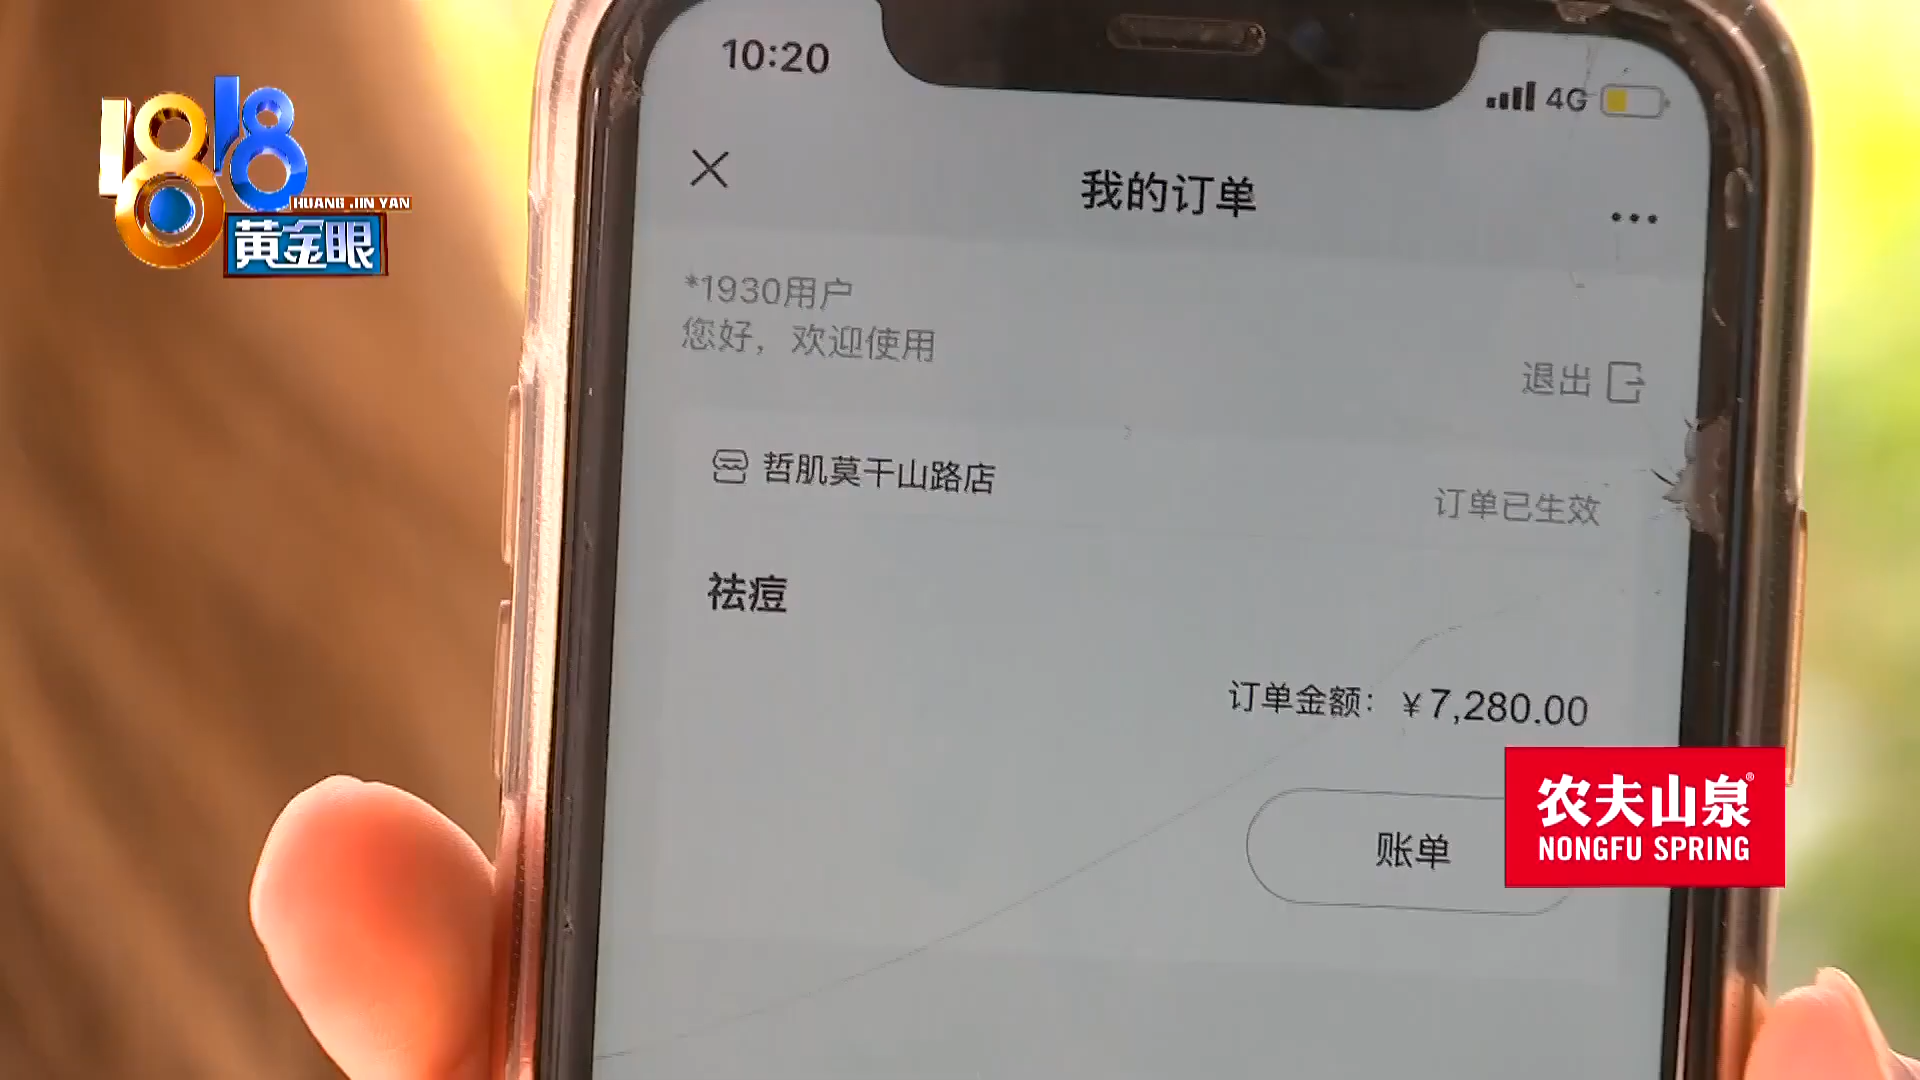 1818
HUANG JIN YAN
黄金眼
10:20
4G
我的订单
*1930用户
您好，欢迎使用
退出
哲肌莫干山路店
订单已生效
祛痘
订单金额：￥7,280.00
账单
农夫山泉®
NONGFU SPRING